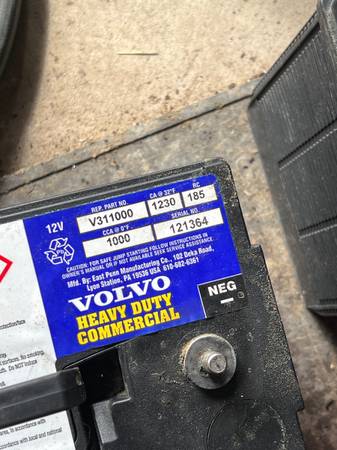 12V
REP. PART NO.
V311000
CA @ 32°F
1230
RC
185
CCA @ 0°F
1000
SERIAL NO.
121364
CAUTION: FOR SAFE JUMP STARTING FOLLOW INSTRUCTIONS IN
OWNER'S MANUAL OR IF NOT AVAILABLE SEEK SERVICE ASSISTANCE.
Mfd. By: East Penn Manufacturing Co., 102 Deka Road,
Lyon Station, PA 19536 USA 610-682-6361
VOLVO
HEAVY DUTY
COMMERCIAL
NEG
—